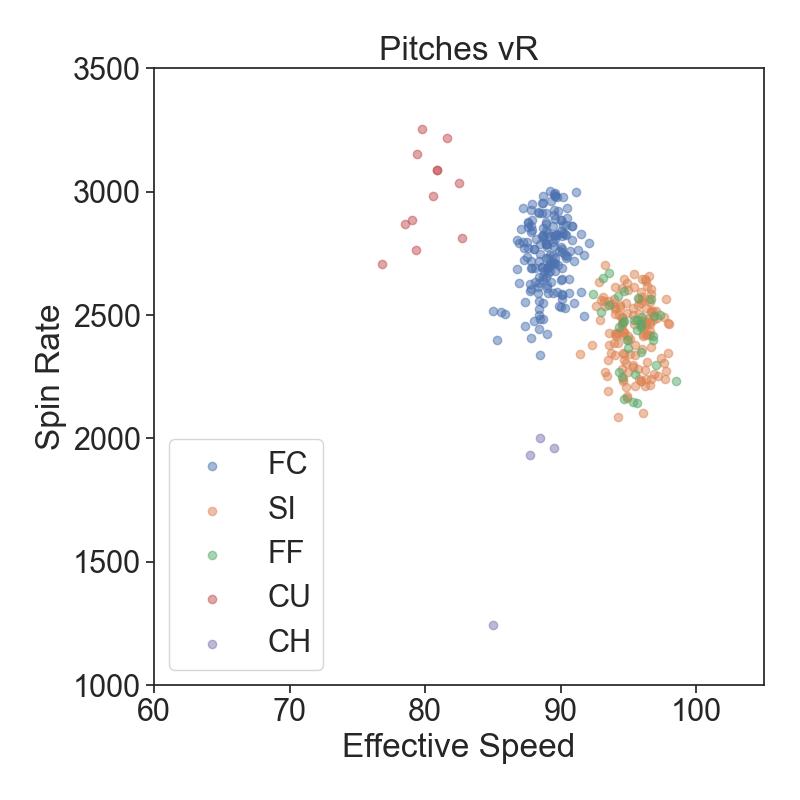 Pitches vR
3500
3000
2500
2000
1500
1000
Spin Rate
FC
SI
FF
CU
CH
60 70 80 90 100
Effective Speed